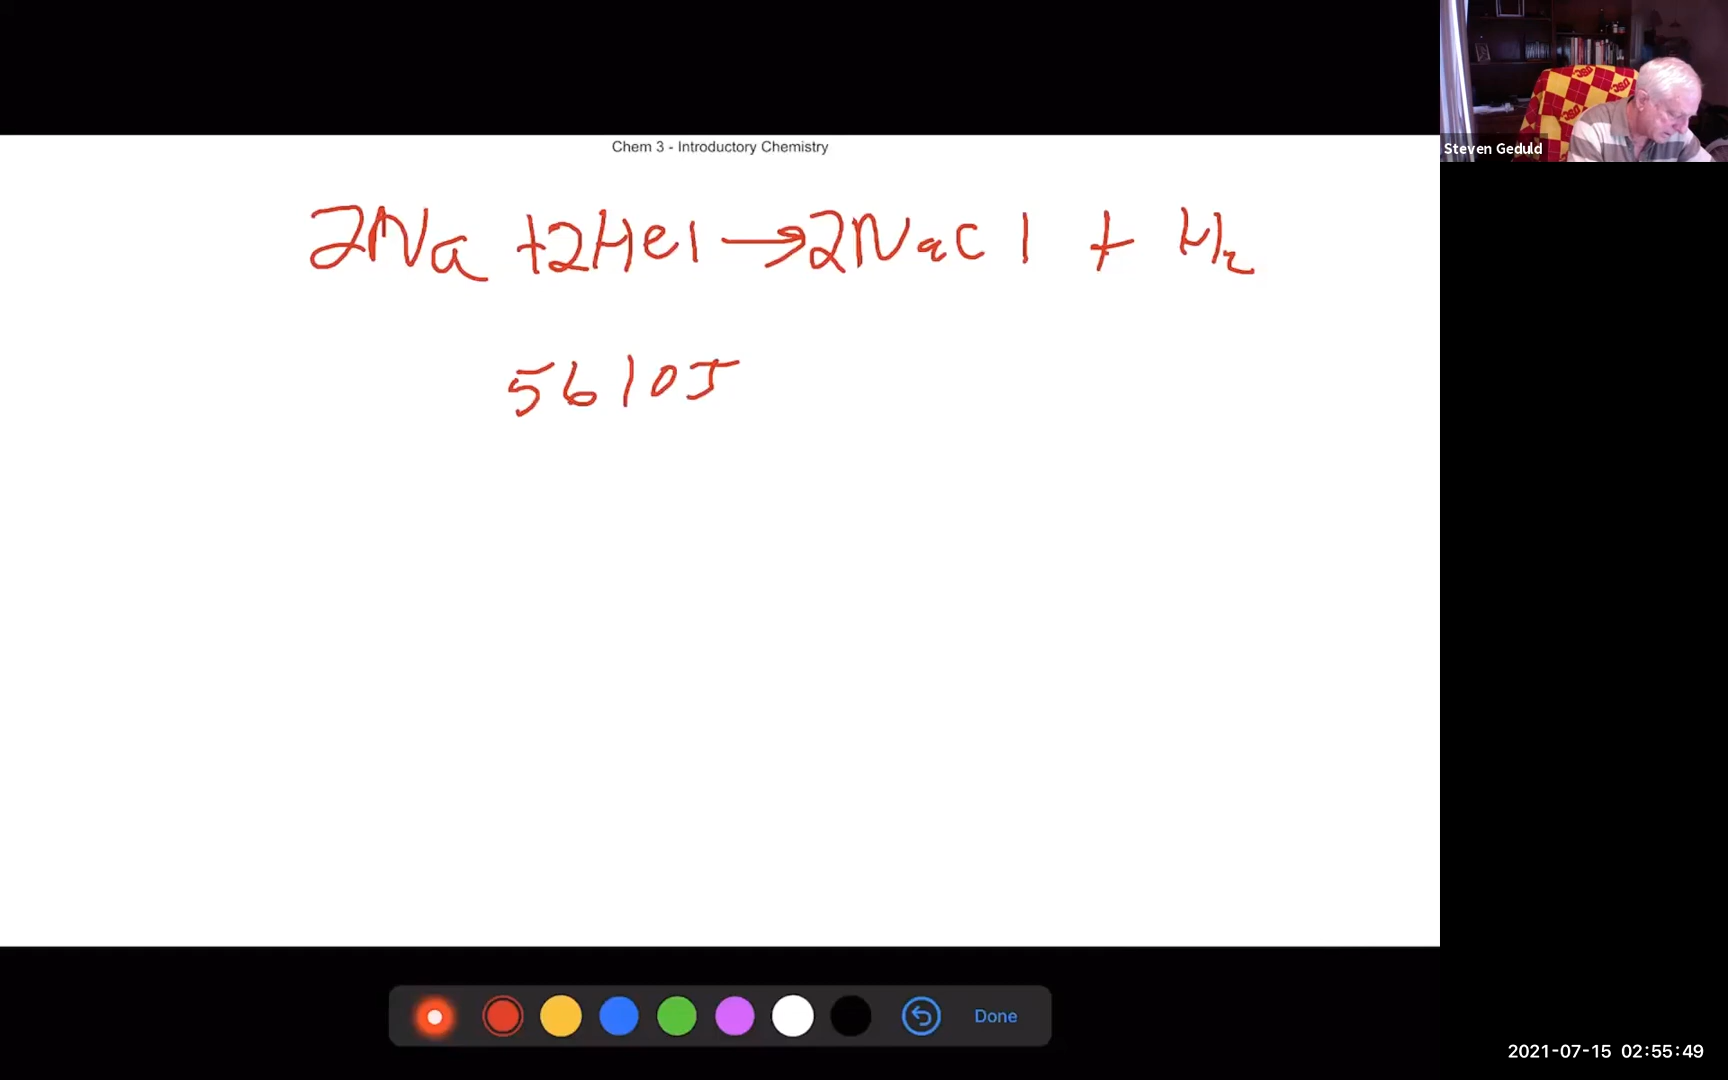 Chem 3 - Introductory Chemistry
Steven Geduld
2Na + 2HCl → 2NaCl + H₂
5610J
Done
2021-07-15 02:55:49